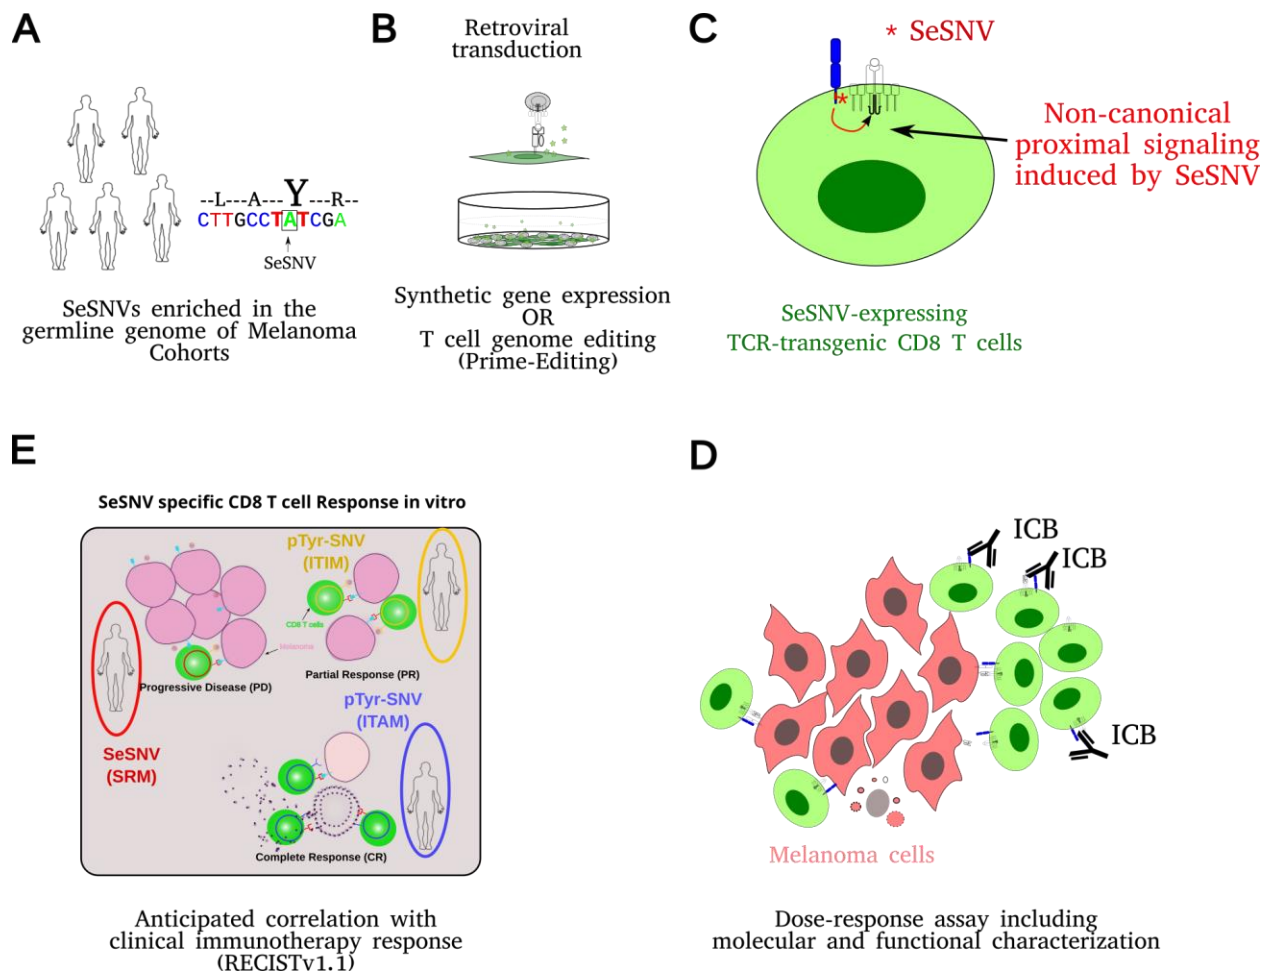 A
--L---A---Y---R--
CTTGCCTATCGA
SeSNV
SeSNVs enriched in the
germline genome of Melanoma
Cohorts
B
Retroviral
transduction
Synthetic gene expression
OR
T cell genome editing
(Prime-Editing)
C
* SeSNV
*
Non-canonical
proximal signaling
induced by SeSNV
SeSNV-expressing
TCR-transgenic CD8 T cells
E
SeSNV specific CD8 T cell Response in vitro
pTyr-SNV
(ITIM)
CD8 T cells
Melanoma
Partial Response (PR)
Progressive Disease (PD)
pTyr-SNV
(ITAM)
SeSNV
(SRM)
Complete Response (CR)
Anticipated correlation with
clinical immunotherapy response
(RECISTv1.1)
D
ICB
ICB
ICB
Melanoma cells
Dose-response assay including
molecular and functional characterization